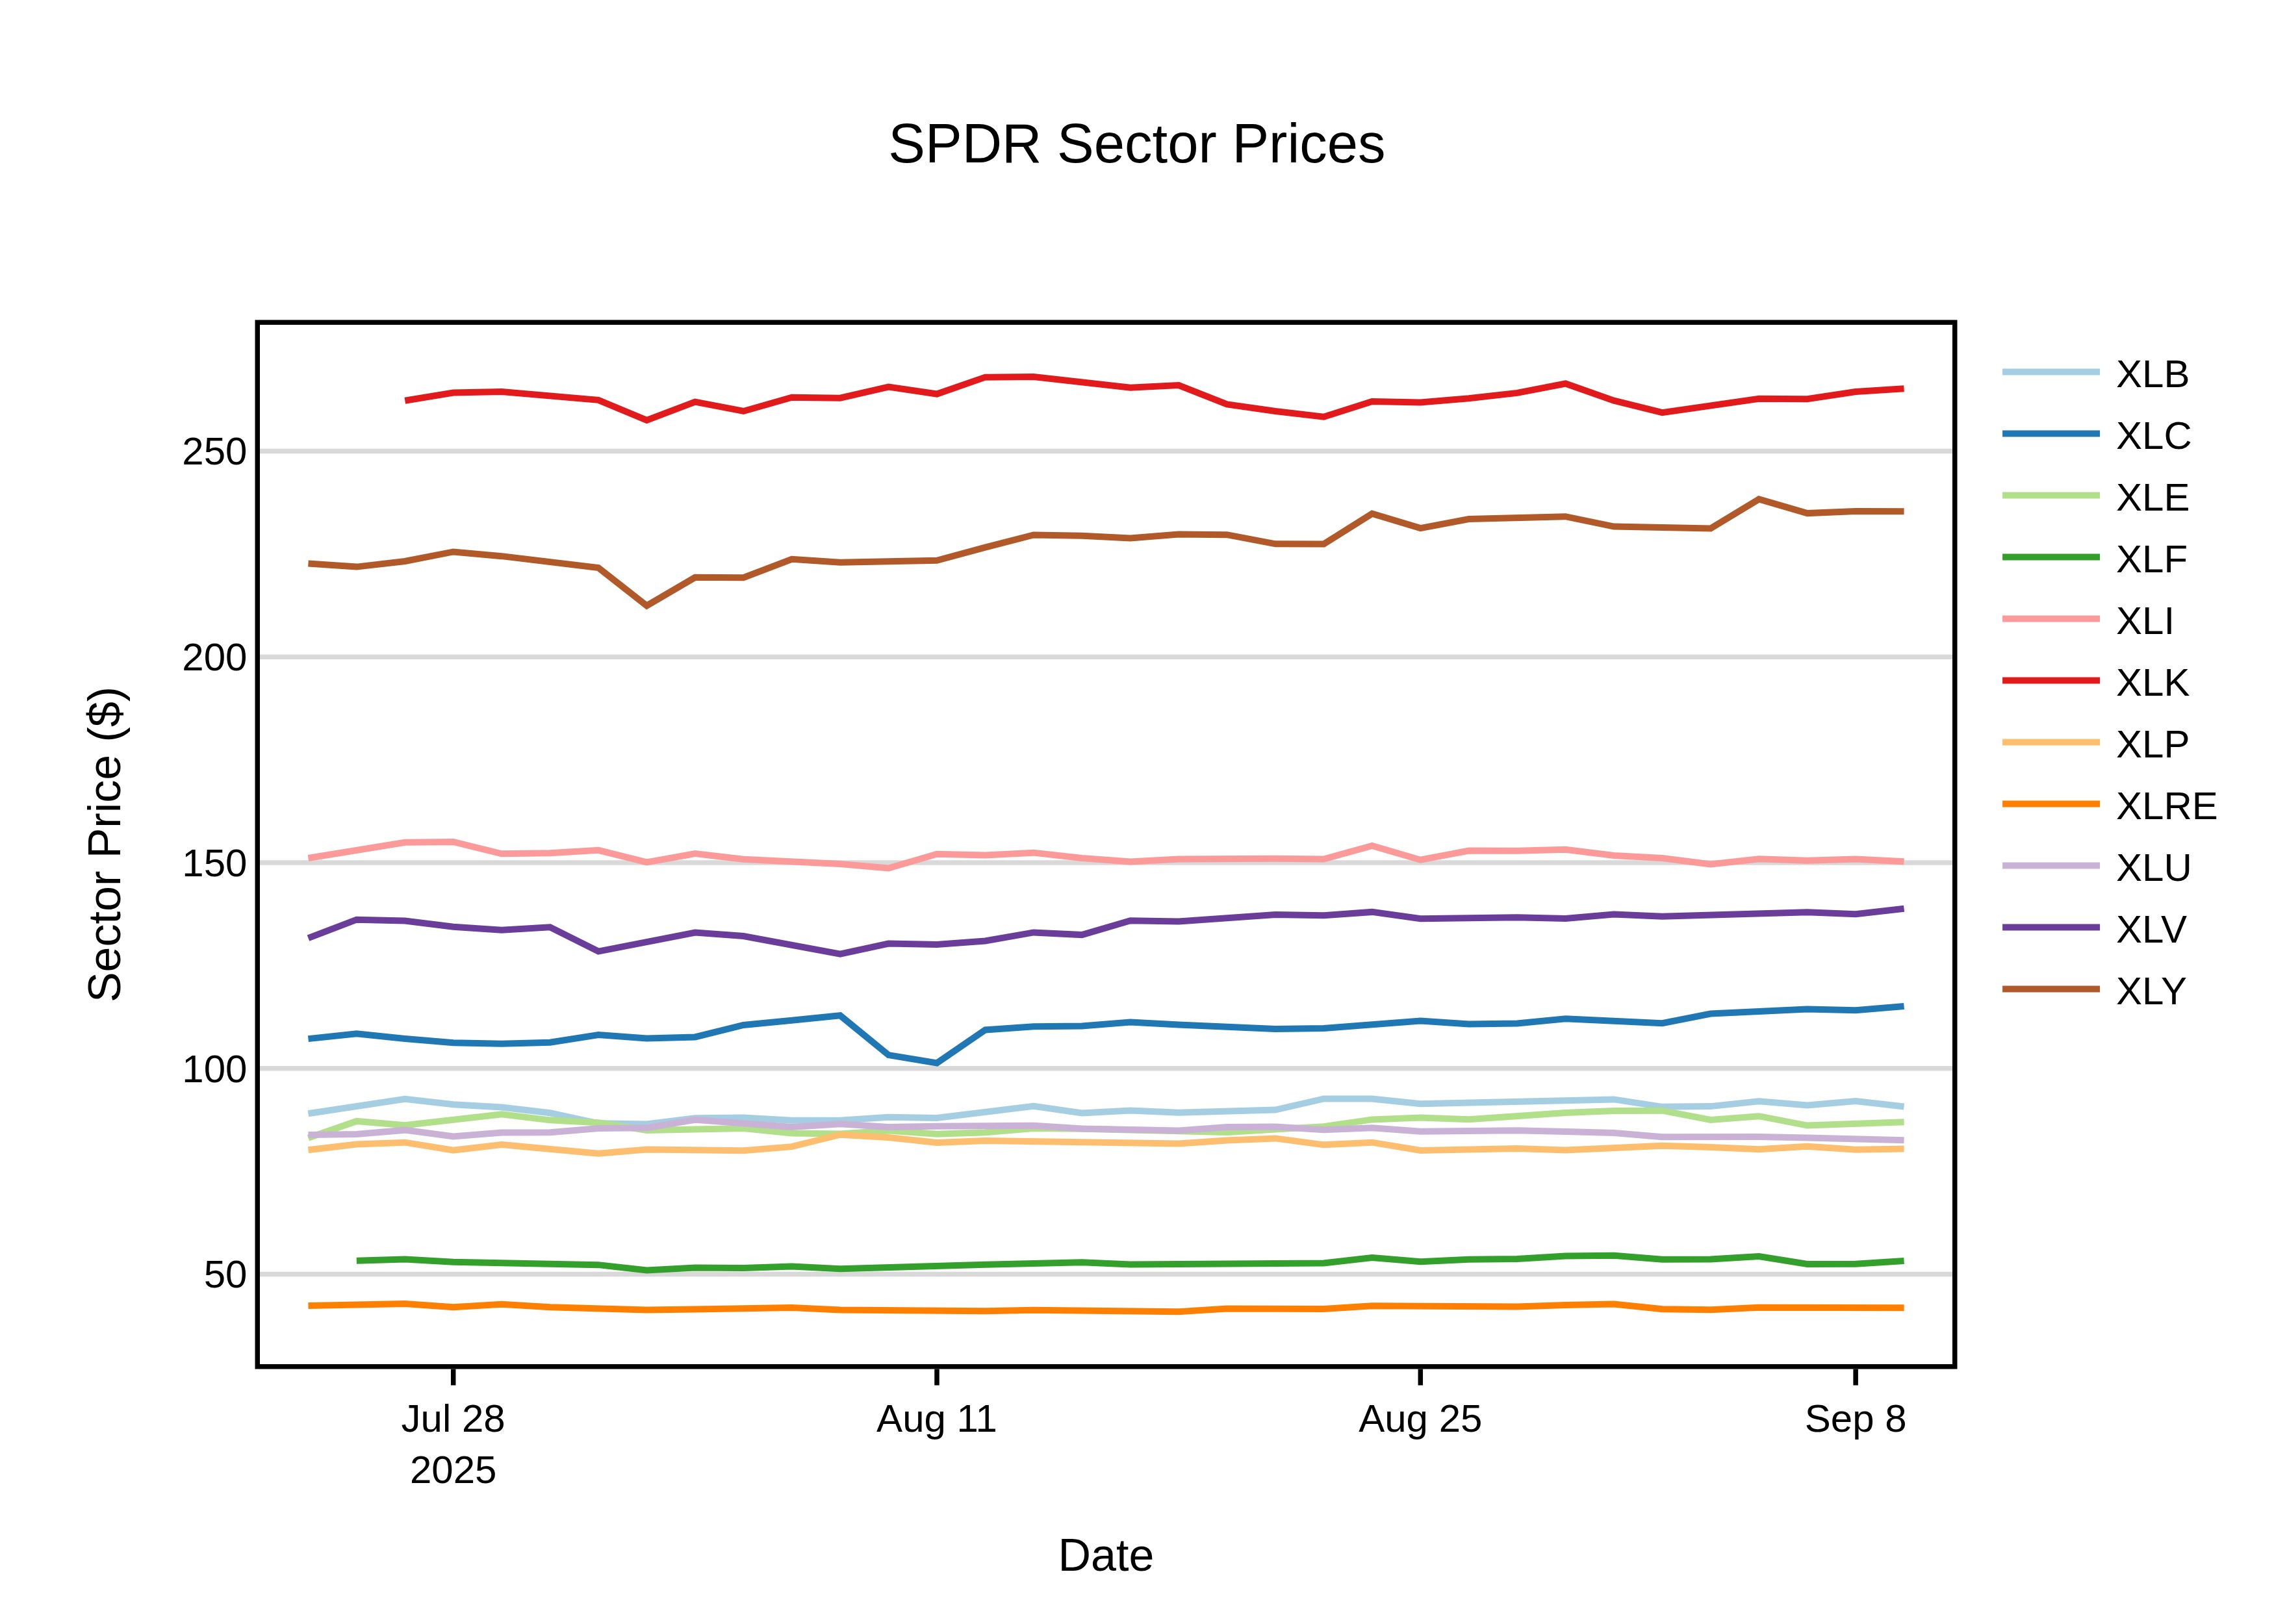 SPDR Sector Prices
250
200
150
100
50
Sector Price ($)
Jul 28
2025
Aug 11
Aug 25
Sep 8
Date
XLB
XLC
XLE
XLF
XLI
XLK
XLP
XLRE
XLU
XLV
XLY